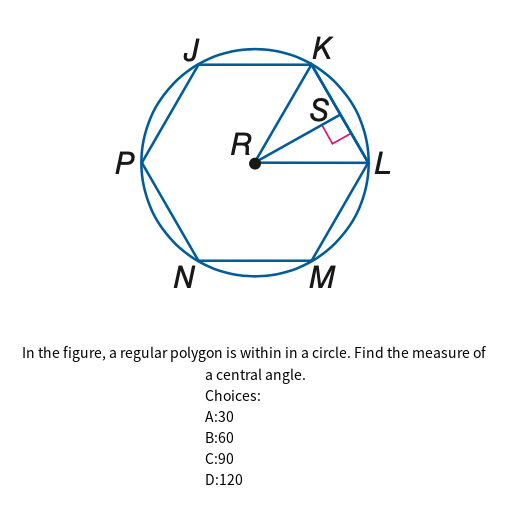 J K
S
R
P L
N M
In the figure, a regular polygon is within in a circle. Find the measure of
a central angle.
Choices:
A:30
B:60
C:90
D:120